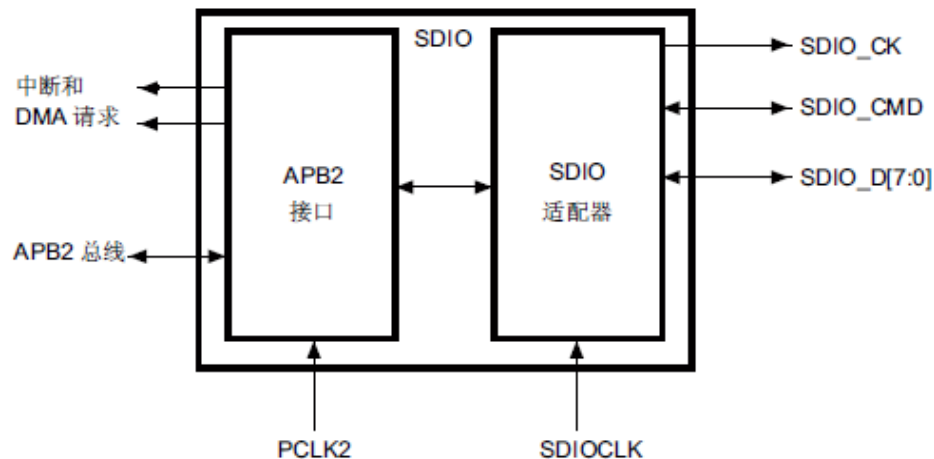 SDIO
SDIO_CK
中断和
DMA 请求
SDIO_CMD
APB2
接口
SDIO
适配器
SDIO_D[7:0]
APB2 总线
PCLK2
SDIOCLK